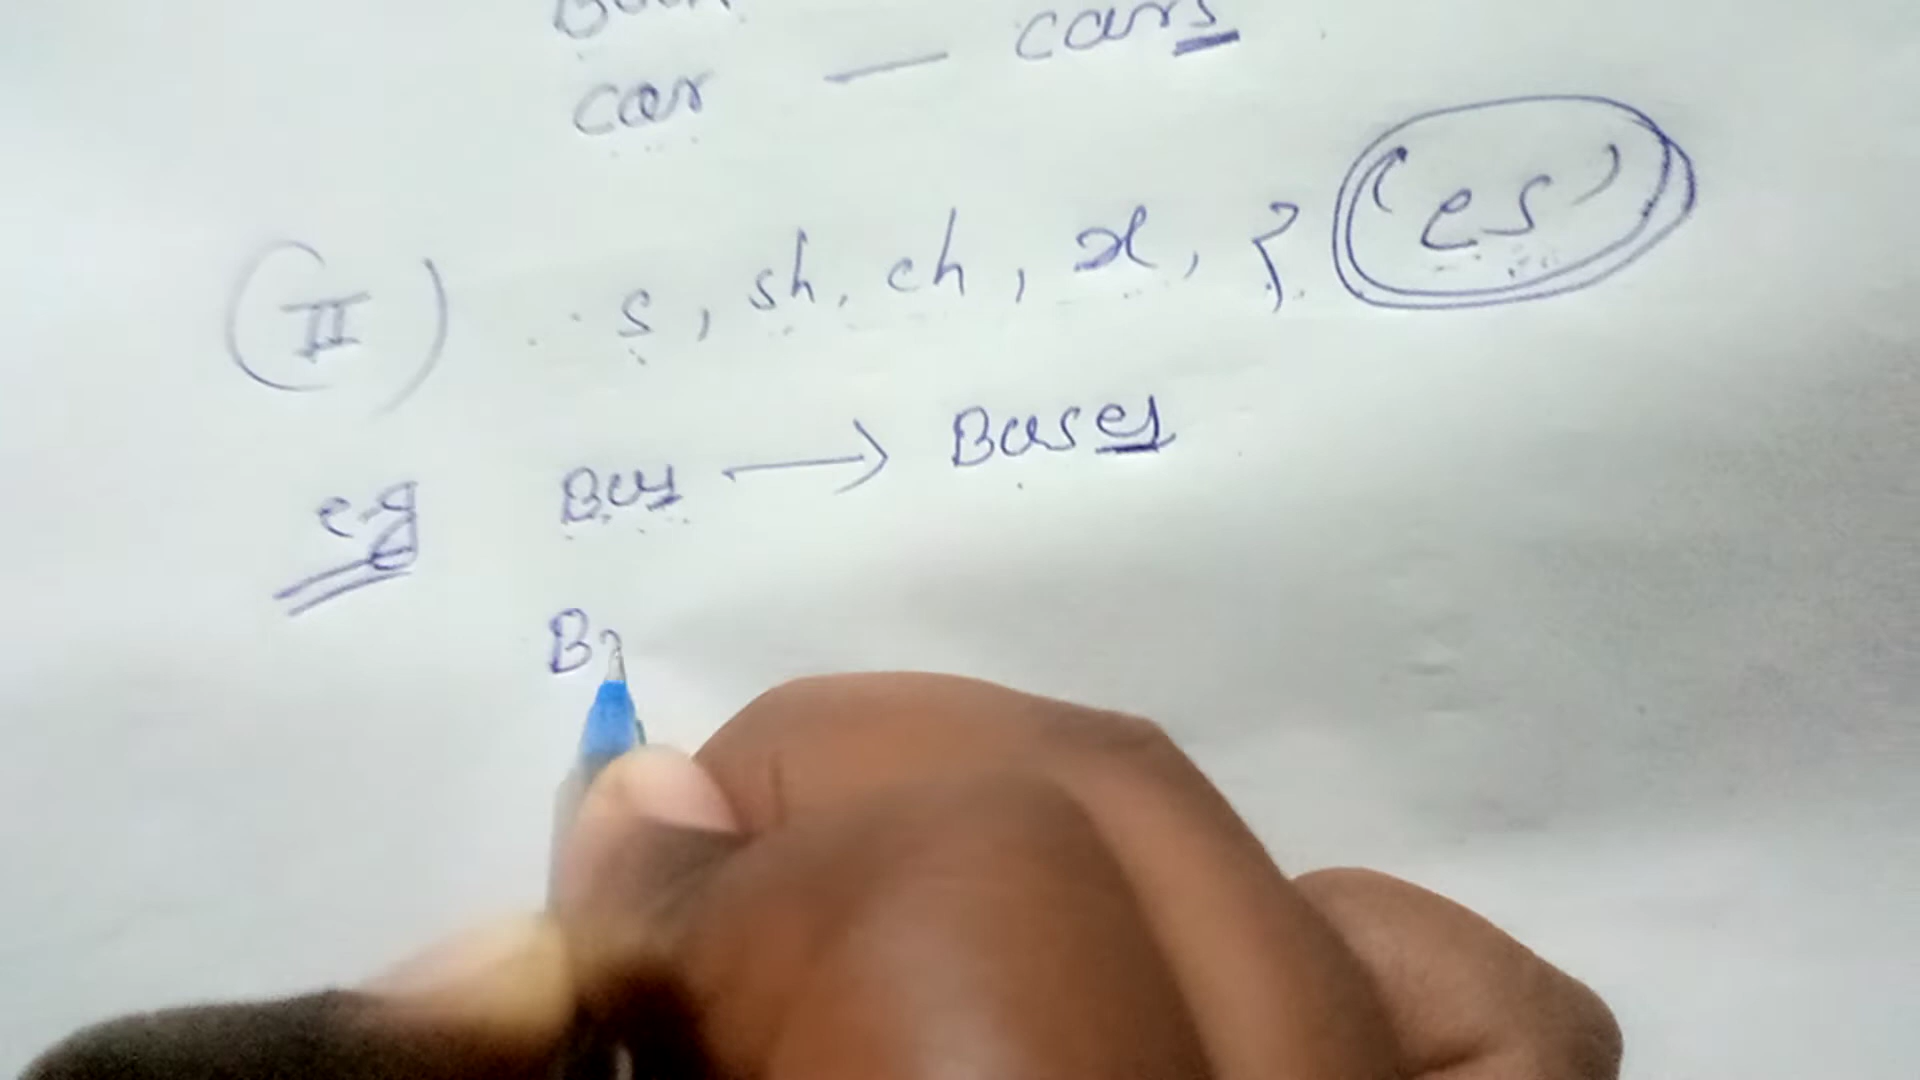 car — cars
(II) s, sh, ch, x, z ('es')
e.g Bus → Buses